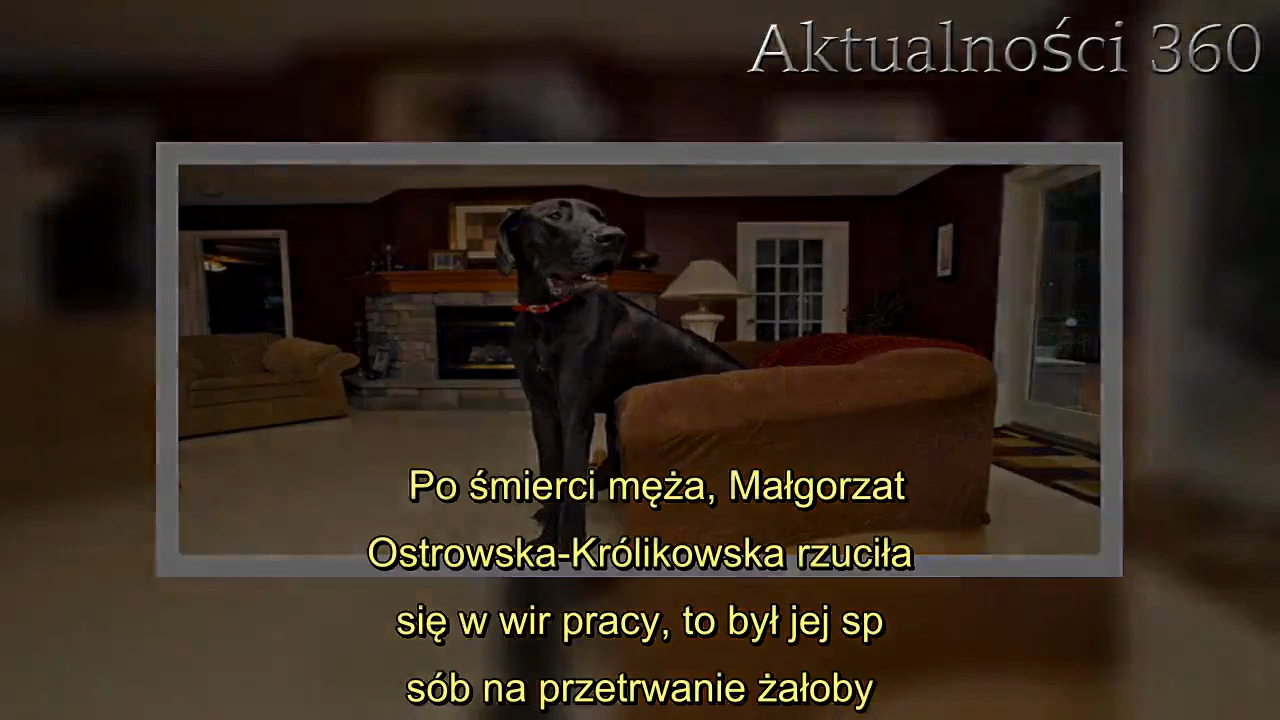 Aktualności 360
Po śmierci męża, Małgorzat
Ostrowska-Królikowska rzuciła
się w wir pracy, to był jej sp
sób na przetrwanie żałoby